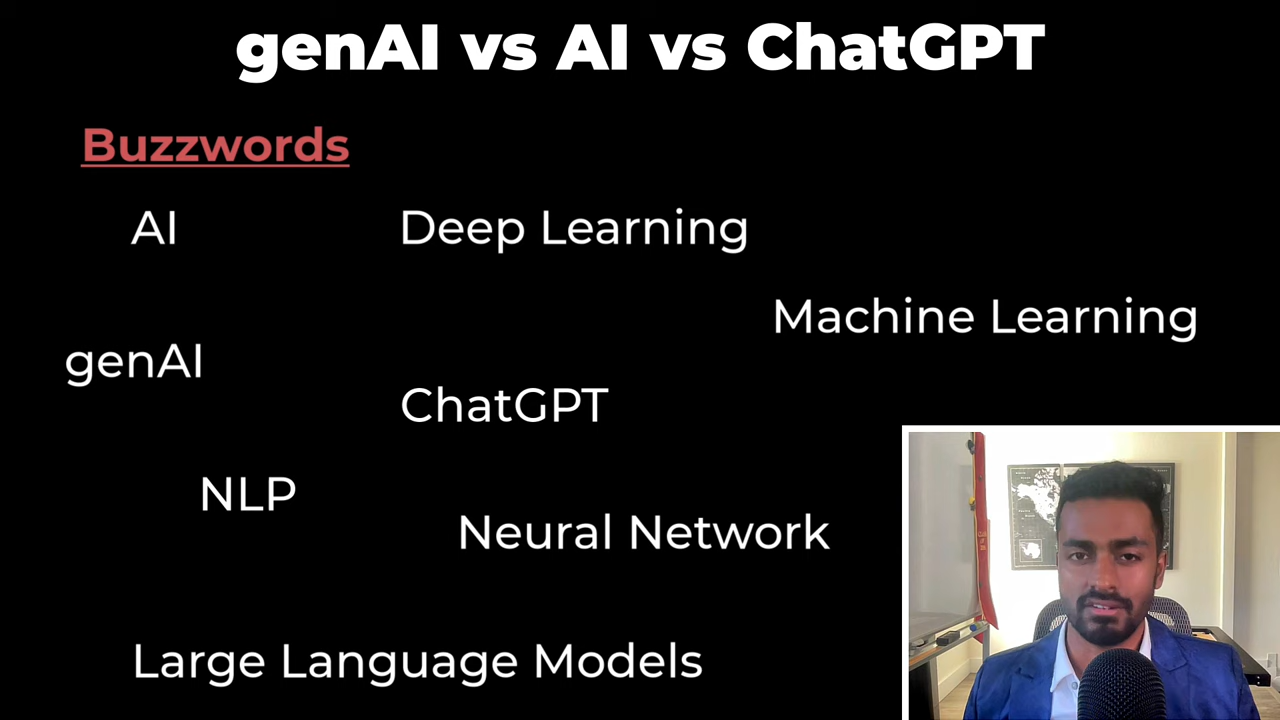 genAI vs AI vs ChatGPT
Buzzwords
AI
Deep Learning
Machine Learning
genAI
ChatGPT
NLP
Neural Network
Large Language Models